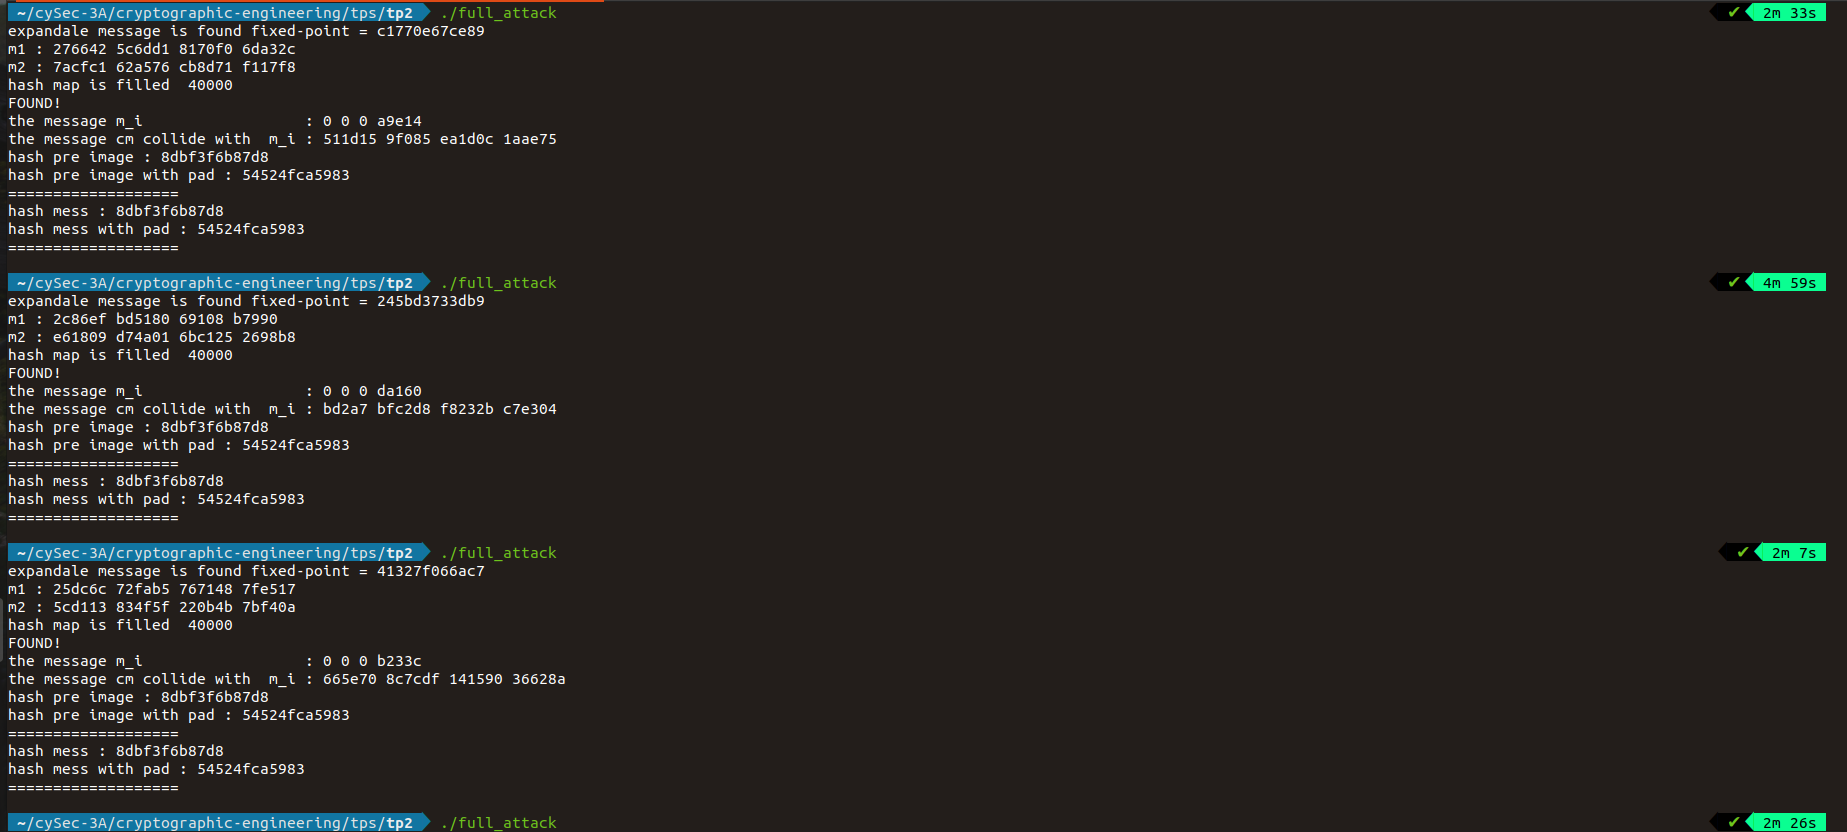 ~/cySec-3A/cryptographic-engineering/tps/tp2 ./full_attack ✔ 2m 33s
expandale message is found fixed-point = c1770e67ce89
m1 : 276642 5c6dd1 8170f0 6da32c
m2 : 7acfc1 62a576 cb8d71 f117f8
hash map is filled  40000
FOUND!
the message m_i                  : 0 0 0 a9e14
the message cm collide with  m_i : 511d15 9f085 ea1d0c 1aae75
hash pre image : 8dbf3f6b87d8
hash pre image with pad : 54524fca5983
===================
hash mess : 8dbf3f6b87d8
hash mess with pad : 54524fca5983
===================
~/cySec-3A/cryptographic-engineering/tps/tp2 ./full_attack ✔ 4m 59s
expandale message is found fixed-point = 245bd3733db9
m1 : 2c86ef bd5180 69108 b7990
m2 : e61809 d74a01 6bc125 2698b8
hash map is filled  40000
FOUND!
the message m_i                  : 0 0 0 da160
the message cm collide with  m_i : bd2a7 bfc2d8 f8232b c7e304
hash pre image : 8dbf3f6b87d8
hash pre image with pad : 54524fca5983
===================
hash mess : 8dbf3f6b87d8
hash mess with pad : 54524fca5983
===================
~/cySec-3A/cryptographic-engineering/tps/tp2 ./full_attack ✔ 2m 7s
expandale message is found fixed-point = 41327f066ac7
m1 : 25dc6c 72fab5 767148 7fe517
m2 : 5cd113 834f5f 220b4b 7bf40a
hash map is filled  40000
FOUND!
the message m_i                  : 0 0 0 b233c
the message cm collide with  m_i : 665e70 8c7cdf 141590 36628a
hash pre image : 8dbf3f6b87d8
hash pre image with pad : 54524fca5983
===================
hash mess : 8dbf3f6b87d8
hash mess with pad : 54524fca5983
===================
~/cySec-3A/cryptographic-engineering/tps/tp2 ./full_attack ✔ 2m 26s